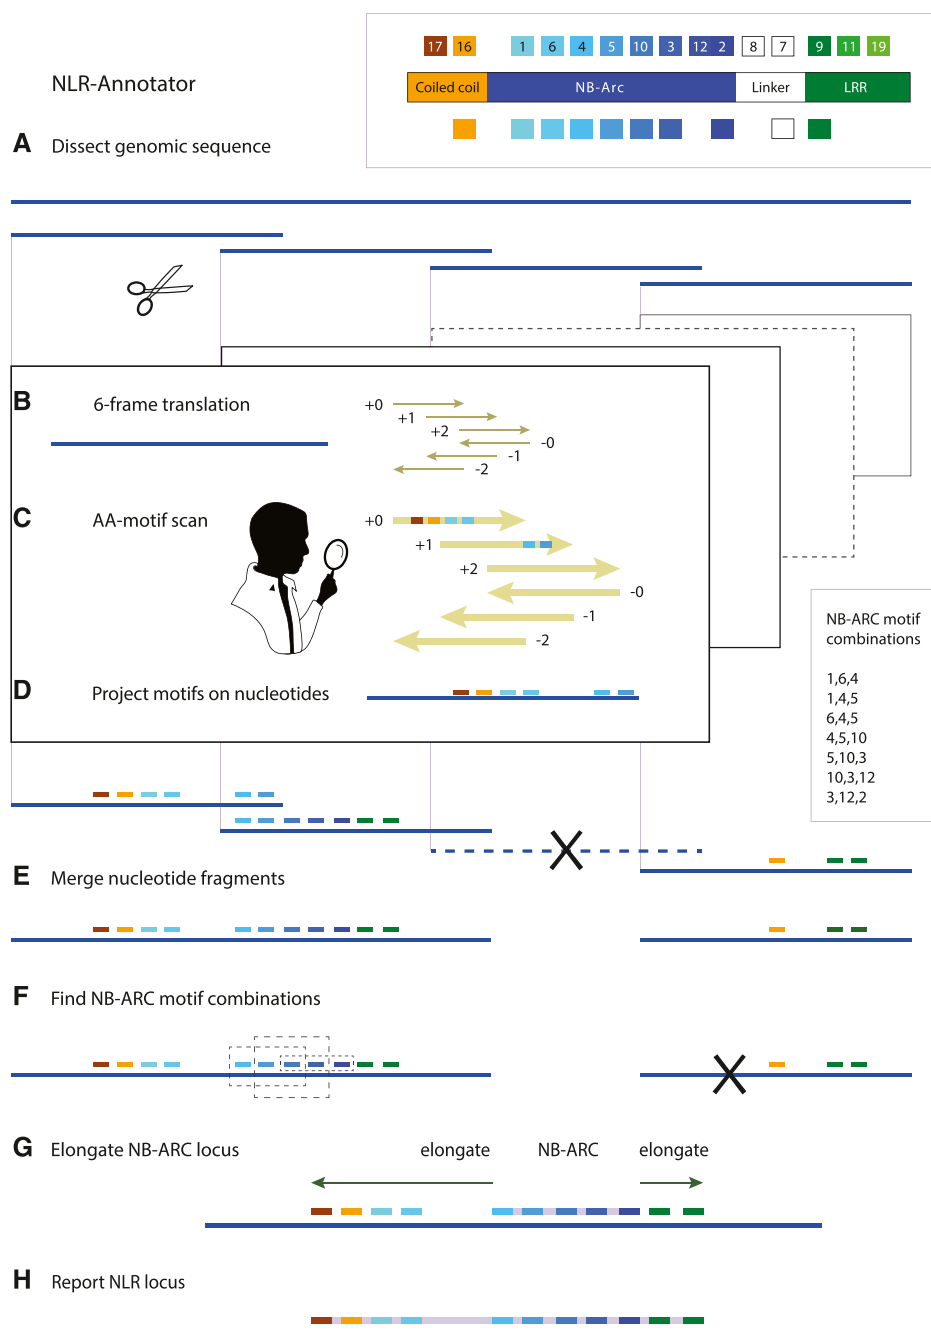 17 16 1 6 4 5 10 3 12 2 8 7 9 11 19
NLR-Annotator
Coiled coil NB-Arc Linker LRR
A Dissect genomic sequence
B 6-frame translation
+0
+1
+2
-0
-1
-2
C AA-motif scan
+0
+1
+2
-0
-1
-2
D Project motifs on nucleotides
NB-ARC motif
combinations
1,6,4
1,4,5
6,4,5
4,5,10
5,10,3
10,3,12
3,12,2
E Merge nucleotide fragments
F Find NB-ARC motif combinations
G Elongate NB-ARC locus
elongate NB-ARC elongate
H Report NLR locus